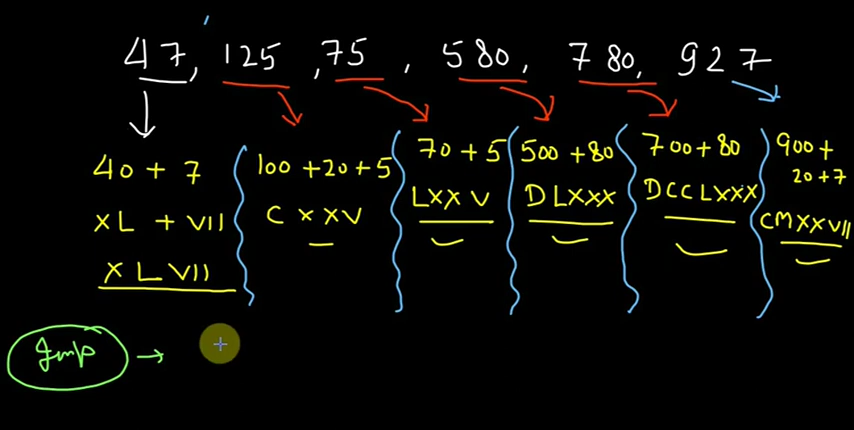 47, 125, 75, 580, 780, 927
40 + 7
XL + VII
XLVII
100 + 20 + 5
CXXV
70 + 5
LXXV
500 + 80
DLXXX
700 + 80
DCCLXXX
900 +
20 + 7
CMXXVII
Imp →